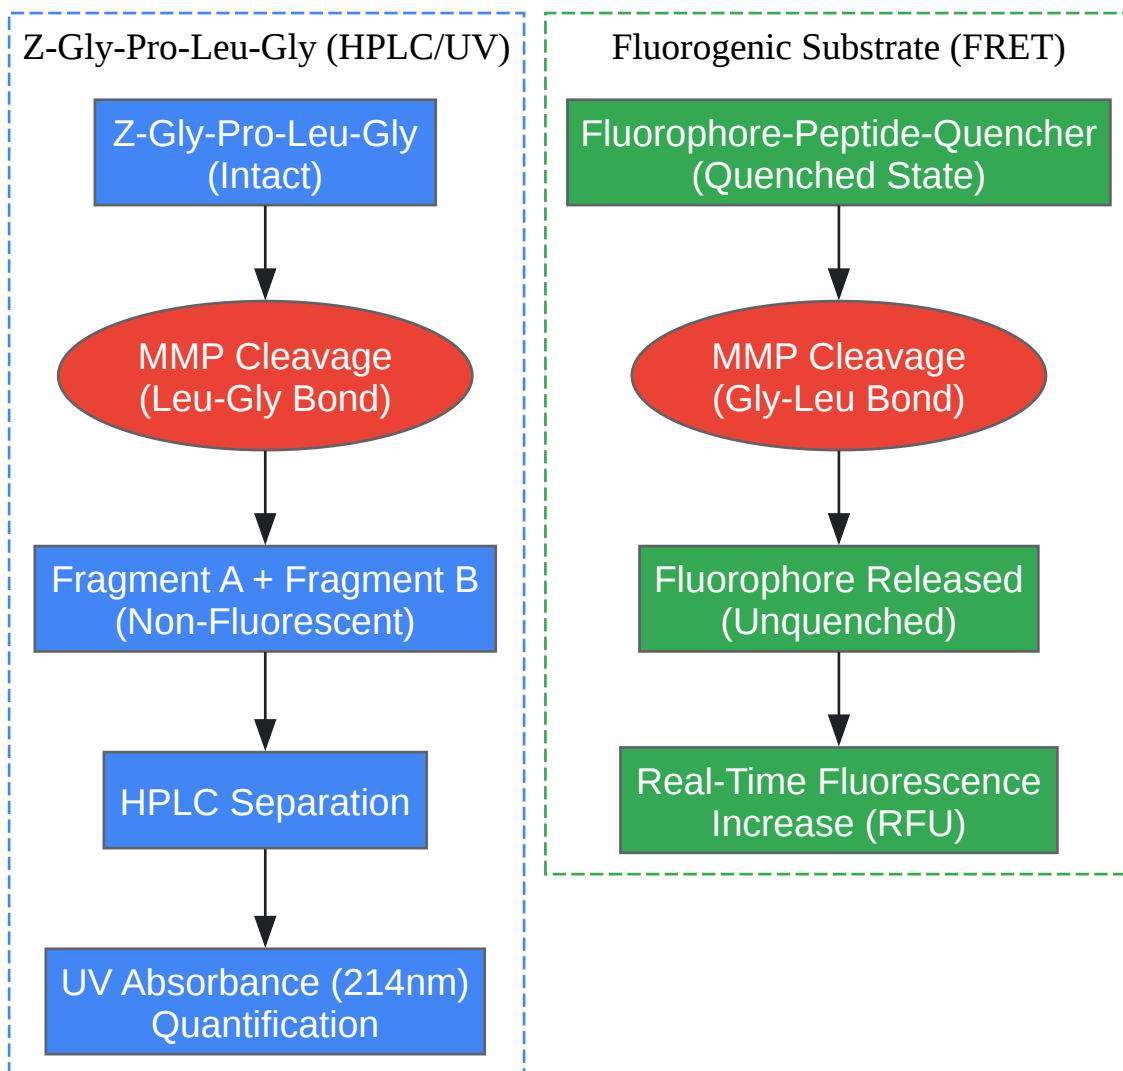 Z-Gly-Pro-Leu-Gly (HPLC/UV)
Z-Gly-Pro-Leu-Gly
(Intact)
MMP Cleavage
(Leu-Gly Bond)
Fragment A + Fragment B
(Non-Fluorescent)
HPLC Separation
UV Absorbance (214nm)
Quantification
Fluorogenic Substrate (FRET)
Fluorophore-Peptide-Quencher
(Quenched State)
MMP Cleavage
(Gly-Leu Bond)
Fluorophore Released
(Unquenched)
Real-Time Fluorescence
Increase (RFU)